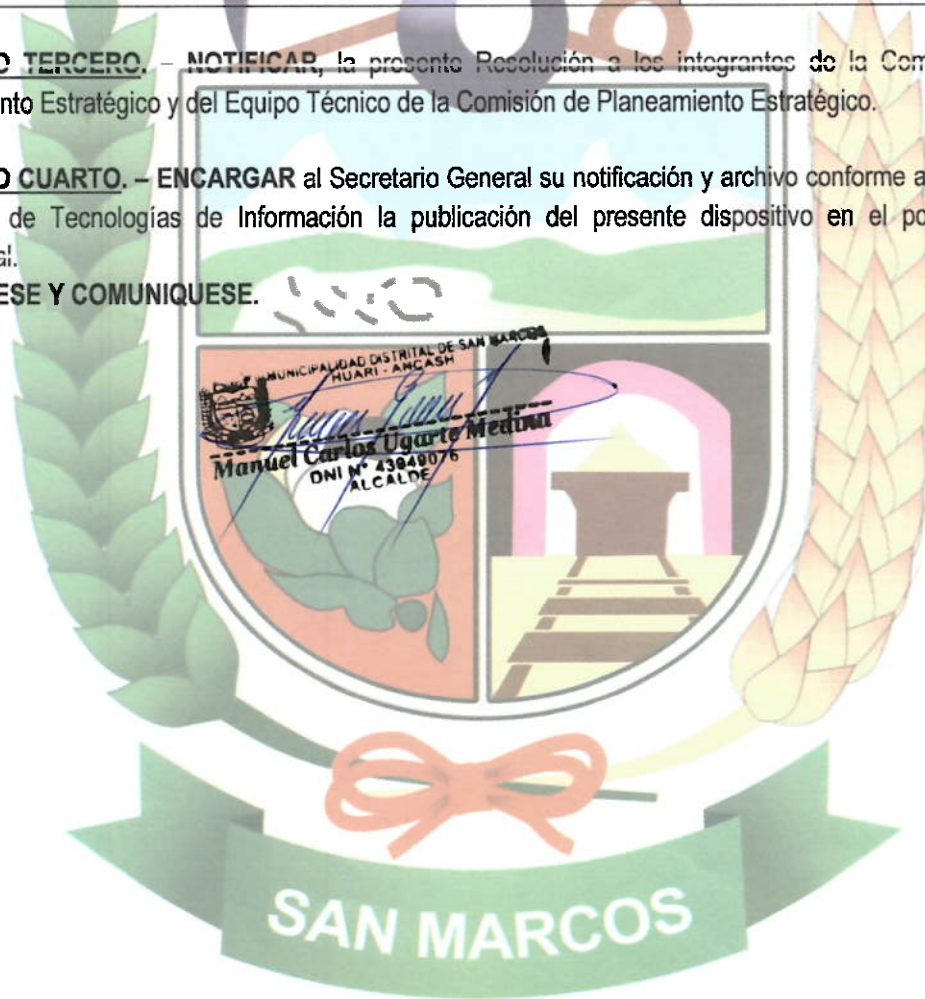 O TERCERO. – NOTIFICAR, la presente Resolución a los integrantes de la Com
nto Estratégico y del Equipo Técnico de la Comisión de Planeamiento Estratégico.
O CUARTO. – ENCARGAR al Secretario General su notificación y archivo conforme a
de Tecnologías de Información la publicación del presente dispositivo en el po
al.
ESE Y COMUNIQUESE.
MUNICIPALIDAD DISTRITAL DE SAN MARCOS
HUARI - ANCASH
Manuel Carlos Ugarte Medina
DNI N° 43949076
ALCALDE
SAN MARCOS